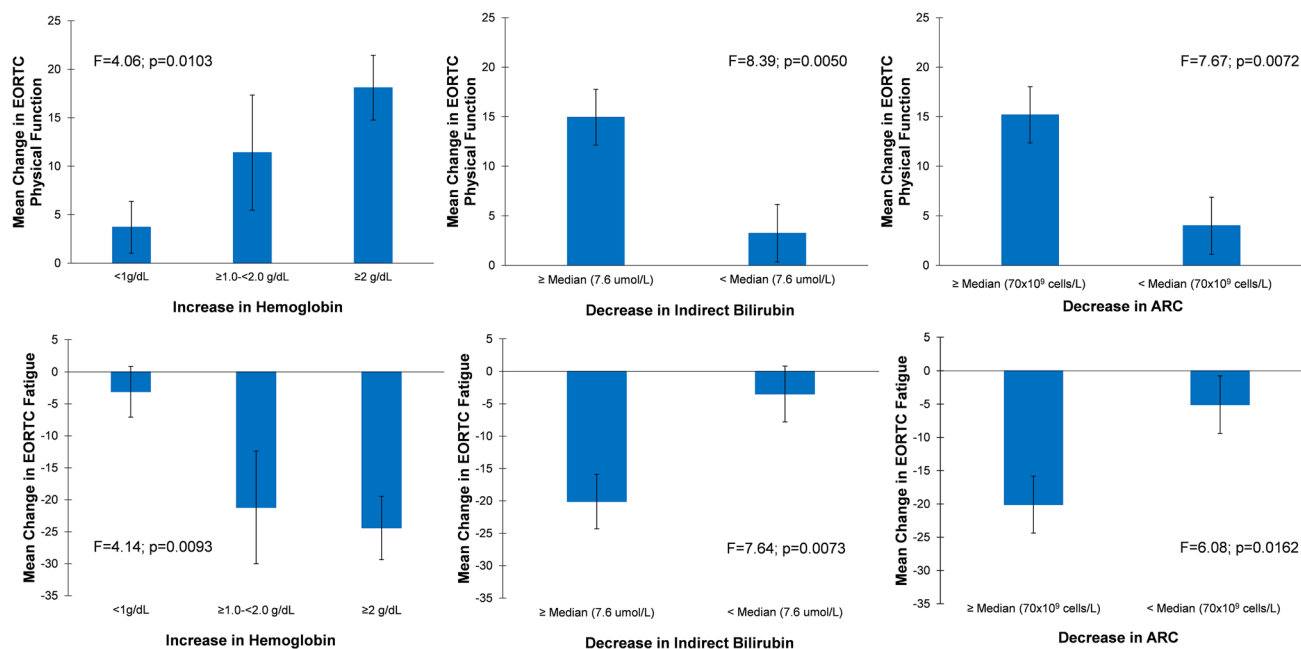 Mean Change in EORTC
Physical Function
25
20
15
10
5
0
F=4.06; p=0.0103
<1g/dL
≥1.0-<2.0 g/dL
≥2 g/dL
Increase in Hemoglobin
Mean Change in EORTC
Physical Function
25
20
15
10
5
0
F=8.39; p=0.0050
≥ Median (7.6 umol/L)
< Median (7.6 umol/L)
Decrease in Indirect Bilirubin
Mean Change in EORTC
Physical Function
25
20
15
10
5
0
F=7.67; p=0.0072
≥ Median (70x10⁹ cells/L)
< Median (70x10⁹ cells/L)
Decrease in ARC
Mean Change in EORTC Fatigue
5
0
-5
-10
-15
-20
-25
-30
-35
F=4.14; p=0.0093
<1g/dL
≥1.0-<2.0 g/dL
≥2 g/dL
Increase in Hemoglobin
Mean Change in EORTC Fatigue
5
0
-5
-10
-15
-20
-25
-30
-35
F=7.64; p=0.0073
≥ Median (7.6 umol/L)
< Median (7.6 umol/L)
Decrease in Indirect Bilirubin
Mean Change in EORTC Fatigue
5
0
-5
-10
-15
-20
-25
-30
-35
F=6.08; p=0.0162
≥ Median (70x10⁹ cells/L)
< Median (70x10⁹ cells/L)
Decrease in ARC